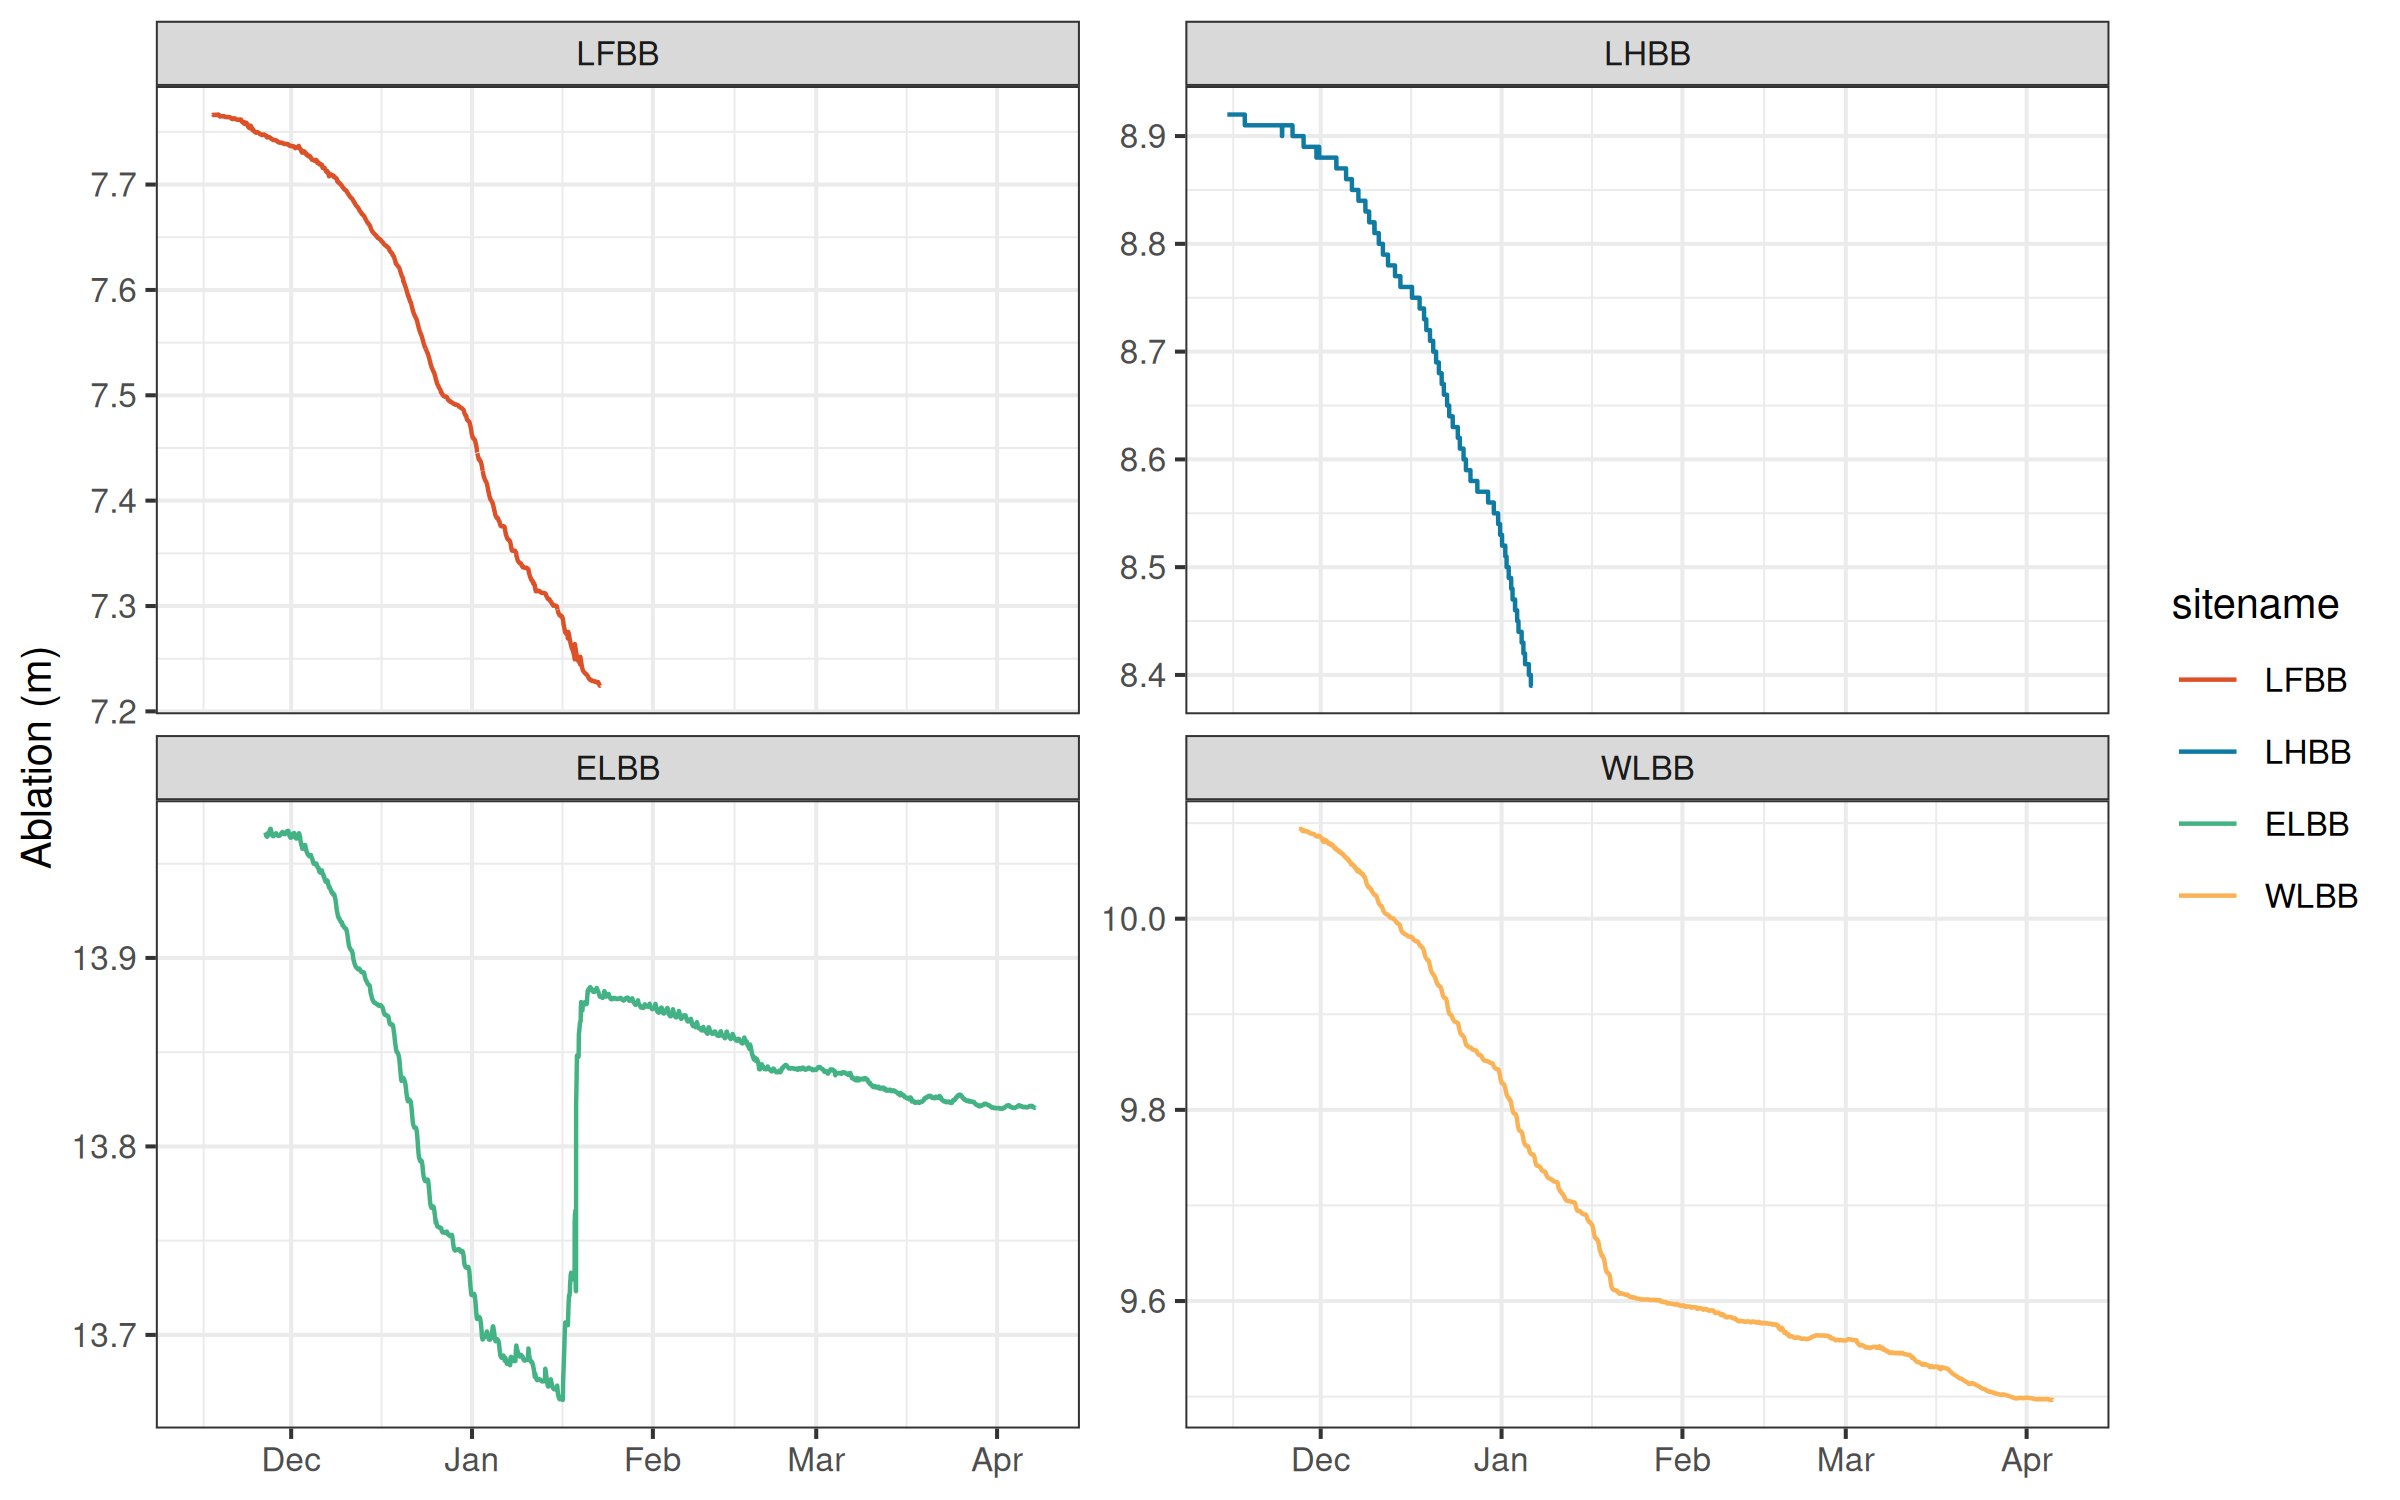 LFBB
LHBB
7.7
7.6
7.5
7.4
7.3
7.2
8.9
8.8
8.7
8.6
8.5
8.4
Ablation (m)
ELBB
WLBB
13.9
13.8
13.7
10.0
9.8
9.6
Dec Jan Feb Mar Apr
Dec Jan Feb Mar Apr
sitename
LFBB
LHBB
ELBB
WLBB